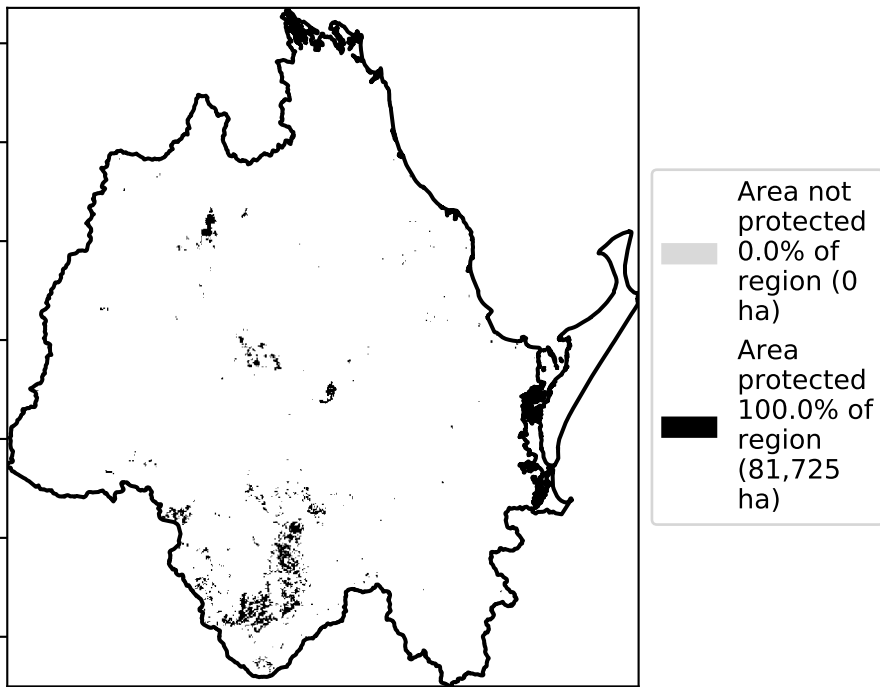 Area not
protected
0.0% of
region (0
ha)
Area
protected
100.0% of
region
(81,725
ha)